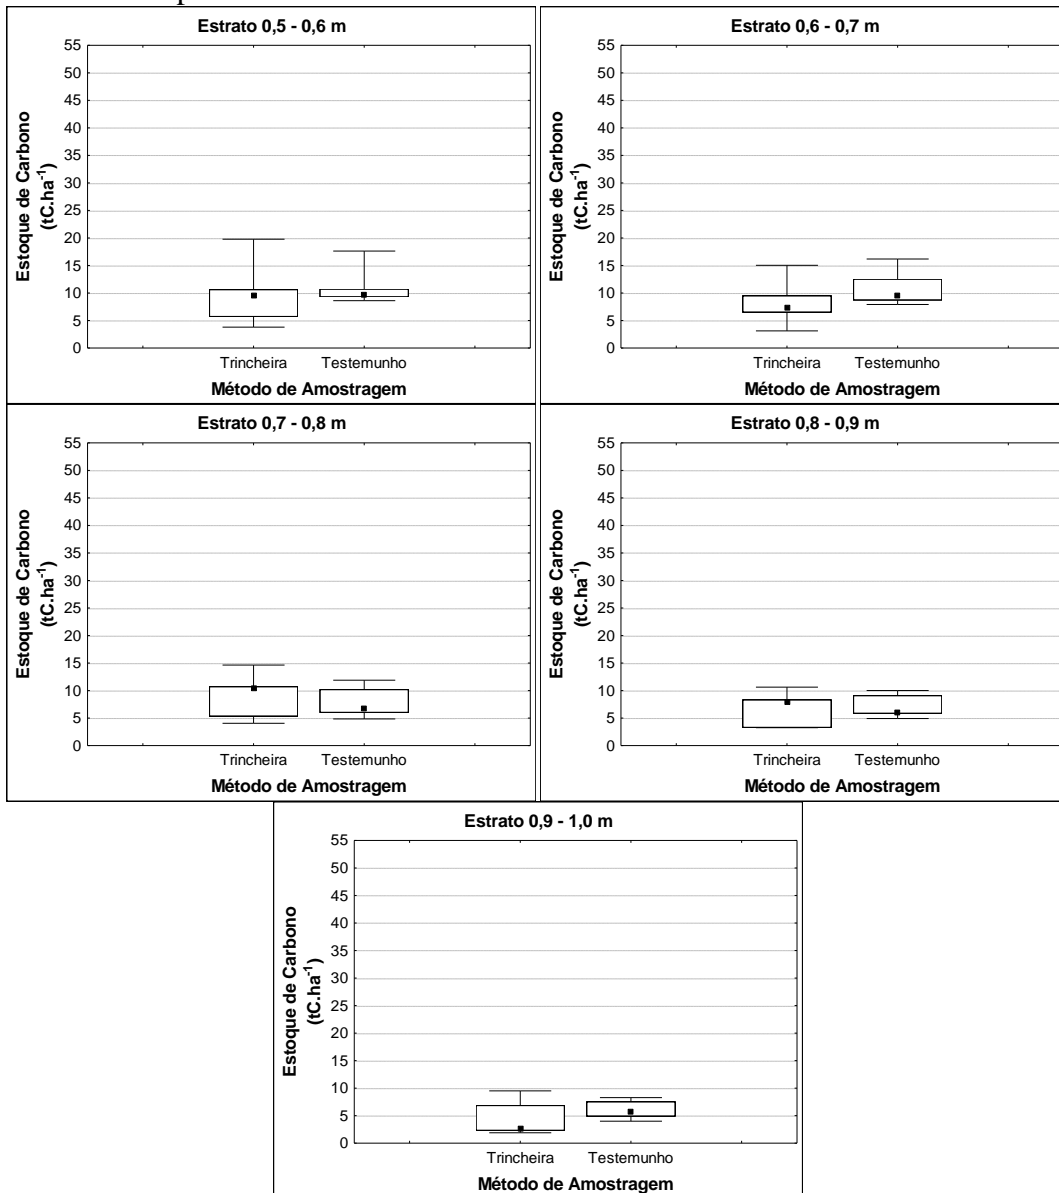 Estrato 0,5 - 0,6 m
55
50
45
40
35
30
25
20
15
10
5
0
Estoque de Carbono
(tC.ha⁻¹)
Trincheira Testemunho
Método de Amostragem
Estrato 0,6 - 0,7 m
55
50
45
40
35
30
25
20
15
10
5
0
Estoque de Carbono
(tC.ha⁻¹)
Trincheira Testemunho
Método de Amostragem
Estrato 0,7 - 0,8 m
55
50
45
40
35
30
25
20
15
10
5
0
Estoque de Carbono
(tC.ha⁻¹)
Trincheira Testemunho
Método de Amostragem
Estrato 0,8 - 0,9 m
55
50
45
40
35
30
25
20
15
10
5
0
Estoque de Carbono
(tC.ha⁻¹)
Trincheira Testemunho
Método de Amostragem
Estrato 0,9 - 1,0 m
55
50
45
40
35
30
25
20
15
10
5
0
Estoque de Carbono
(tC.ha⁻¹)
Trincheira Testemunho
Método de Amostragem